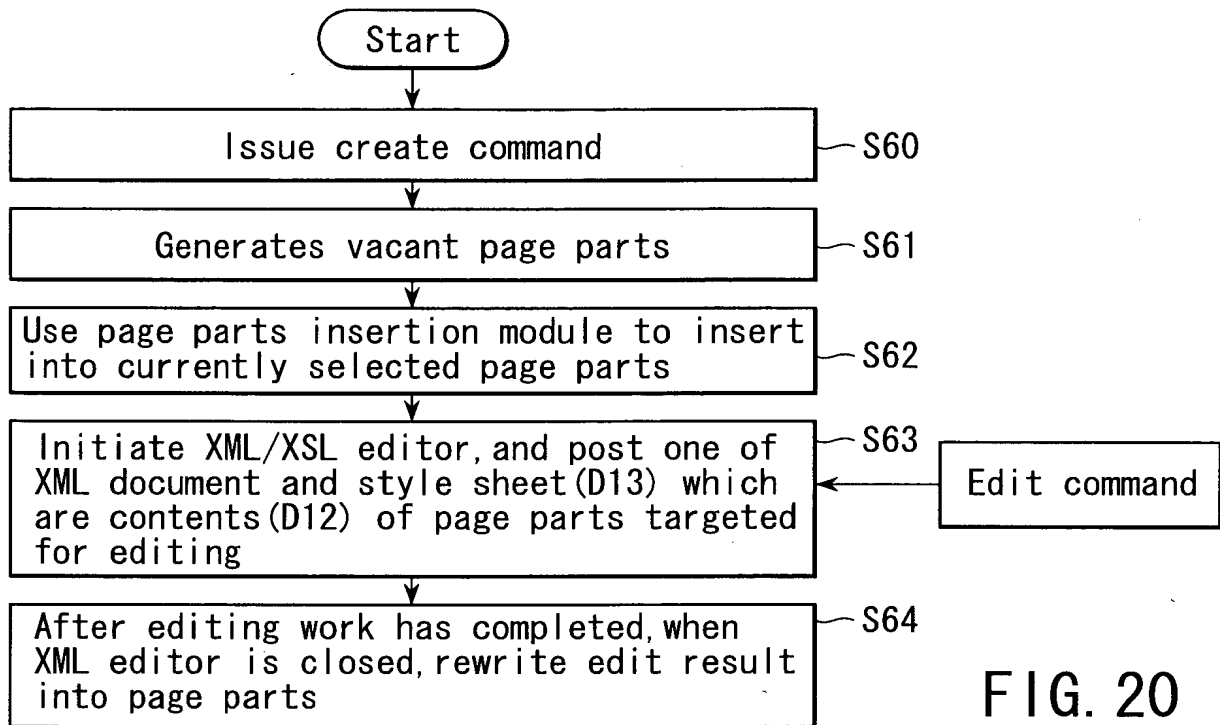 Start
Issue create command
S60
Generates vacant page parts
S61
Use page parts insertion module to insert
into currently selected page parts
S62
Initiate XML/XSL editor, and post one of
XML document and style sheet(D13) which
are contents(D12) of page parts targeted
for editing
S63
Edit command
After editing work has completed, when
XML editor is closed, rewrite edit result
into page parts
S64
FIG. 20